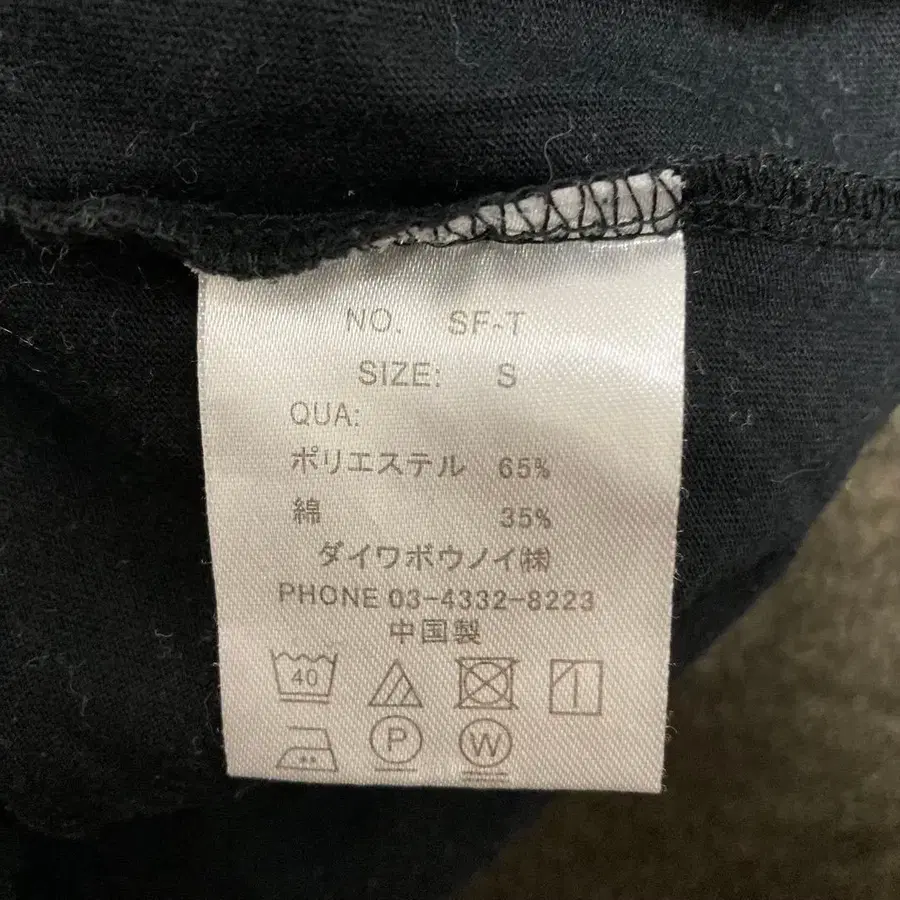 NO. SF-T
SIZE: S
QUA:
ポリエステル 65%
綿 35%
ダイワボウノイ㈱
PHONE 03-4332-8223
中国製
40
P W